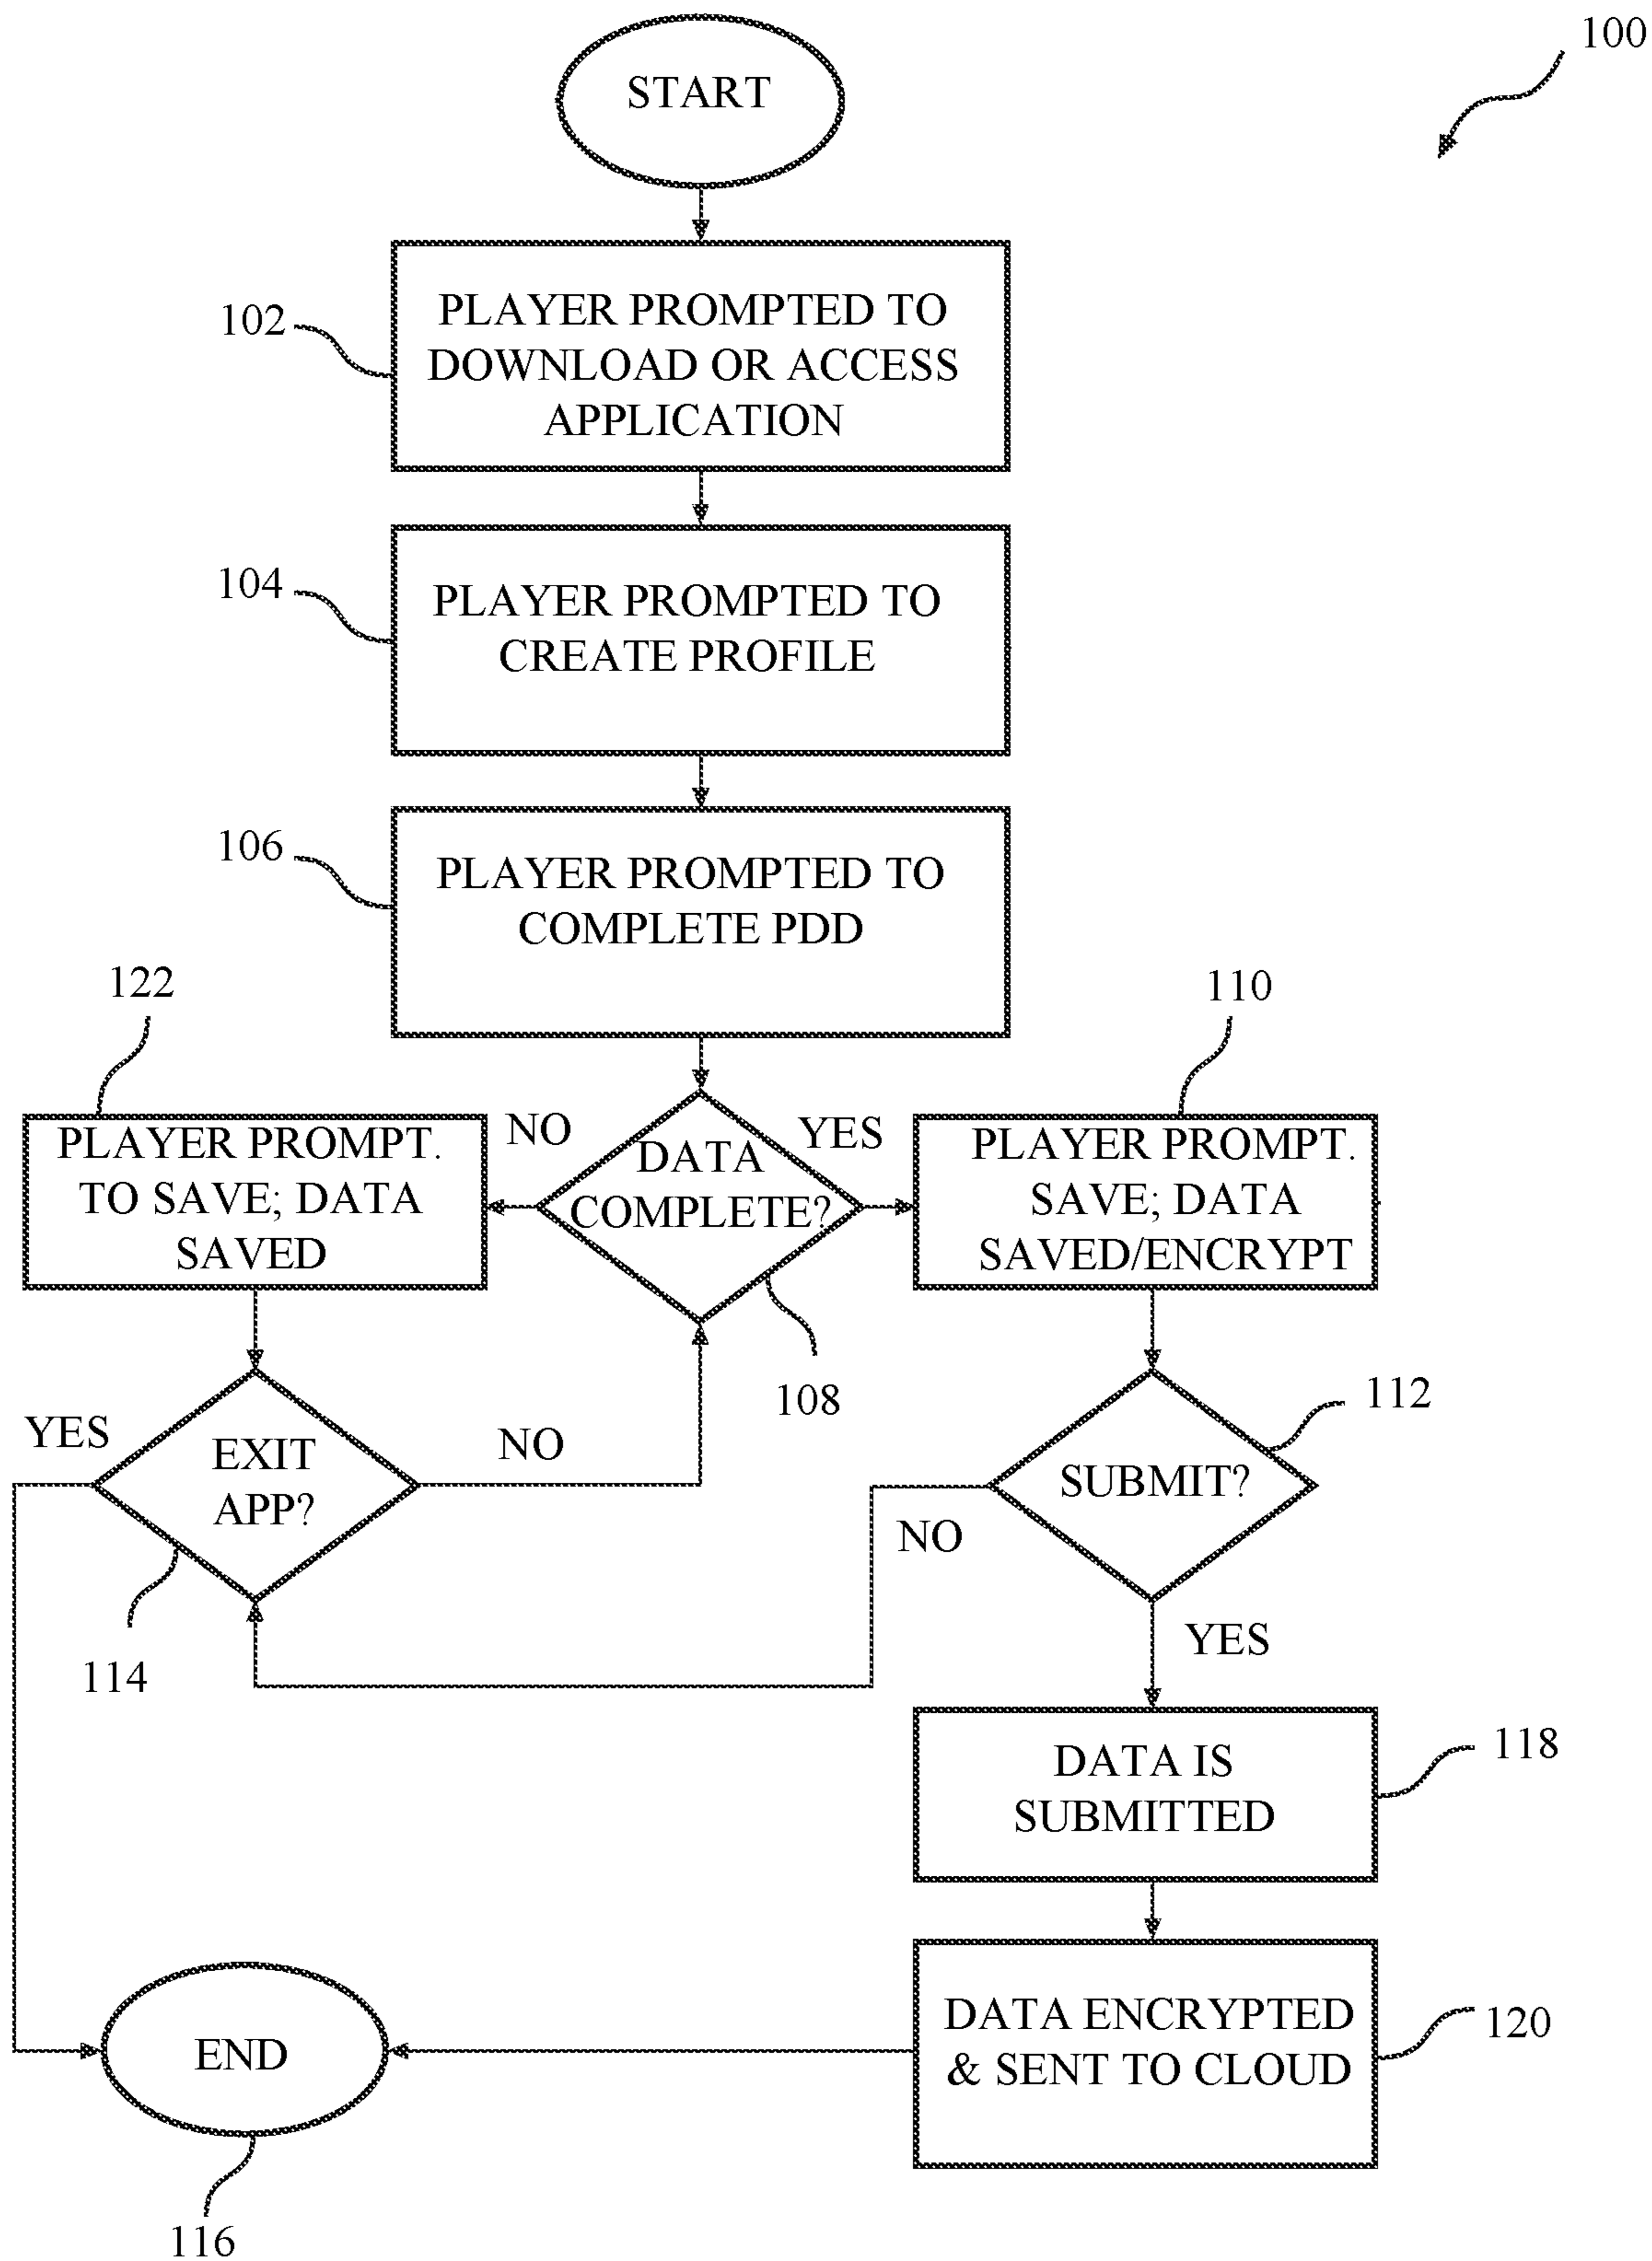 100
START
102
PLAYER PROMPTED TO
DOWNLOAD OR ACCESS
APPLICATION
104
PLAYER PROMPTED TO
CREATE PROFILE
106
PLAYER PROMPTED TO
COMPLETE PDD
122
110
PLAYER PROMPT.
TO SAVE; DATA
SAVED
NO
DATA
COMPLETE?
YES
PLAYER PROMPT.
SAVE; DATA
SAVED/ENCRYPT
108
YES
EXIT
APP?
NO
112
SUBMIT?
NO
114
YES
DATA IS
SUBMITTED
118
DATA ENCRYPTED
& SENT TO CLOUD
120
END
116